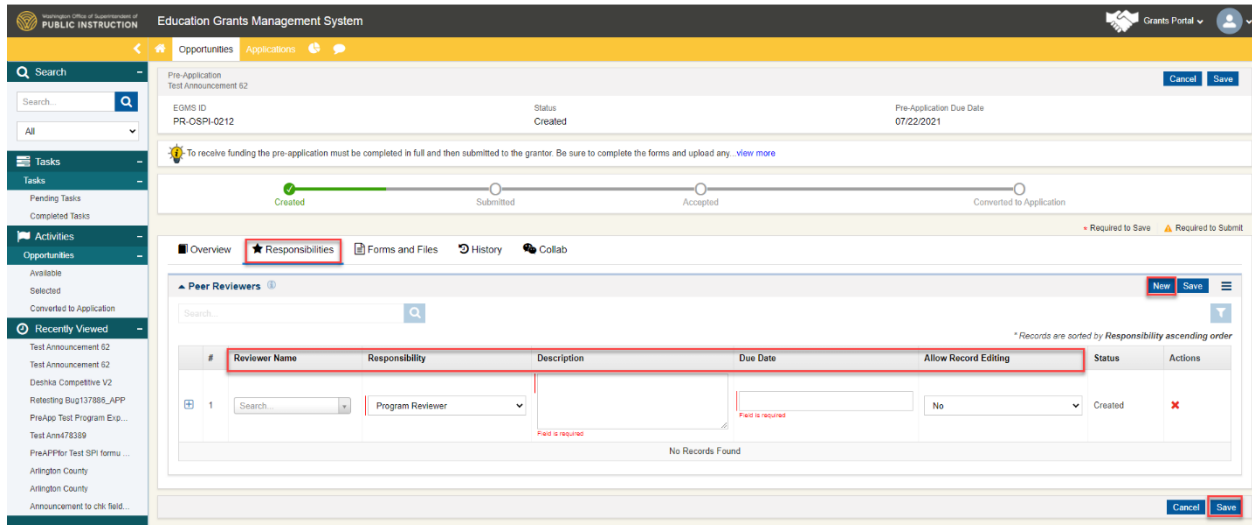 Washington Office of Superintendent of
PUBLIC INSTRUCTION
Education Grants Management System
Grants Portal
Opportunities Applications
Search
Search...
All
Tasks
Tasks
Pending Tasks
Completed Tasks
Activities
Opportunities
Available
Selected
Converted to Application
Recently Viewed
Test Announcement 62
Test Announcement 62
Deshka Competitive V2
Retesting Bug137886_APP
PreApp Test Program Exp...
Test Ann478389
PreAPPfor Test SPI formu ...
Arlington County
Arlington County
Announcement to chk field...
Pre-Application
Test Announcement 62
Cancel Save
EGMS ID Status Pre-Application Due Date
PR-OSPI-0212 Created 07/22/2021
To receive funding the pre-application must be completed in full and then submitted to the grantor. Be sure to complete the forms and upload any...view more
Created Submitted Accepted Converted to Application
* Required to Save Required to Submit
Overview Responsibilities Forms and Files History Collab
Peer Reviewers New Save
Search...
* Records are sorted by Responsibility ascending order
# Reviewer Name Responsibility Description Due Date Allow Record Editing Status Actions
1 Search... Program Reviewer No Created
Field is required
Field is required
No Records Found
Cancel Save